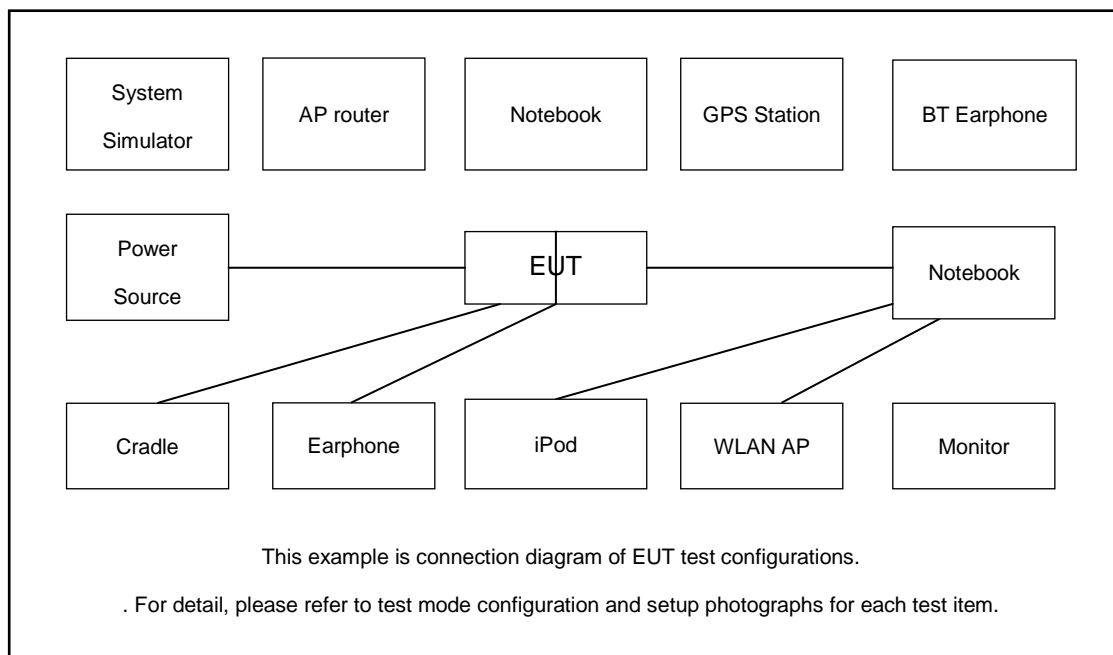 System
Simulator
AP router
Notebook
GPS Station
BT Earphone
Power
Source
EUT
Notebook
Cradle
Earphone
iPod
WLAN AP
Monitor
This example is connection diagram of EUT test configurations.
. For detail, please refer to test mode configuration and setup photographs for each test item.